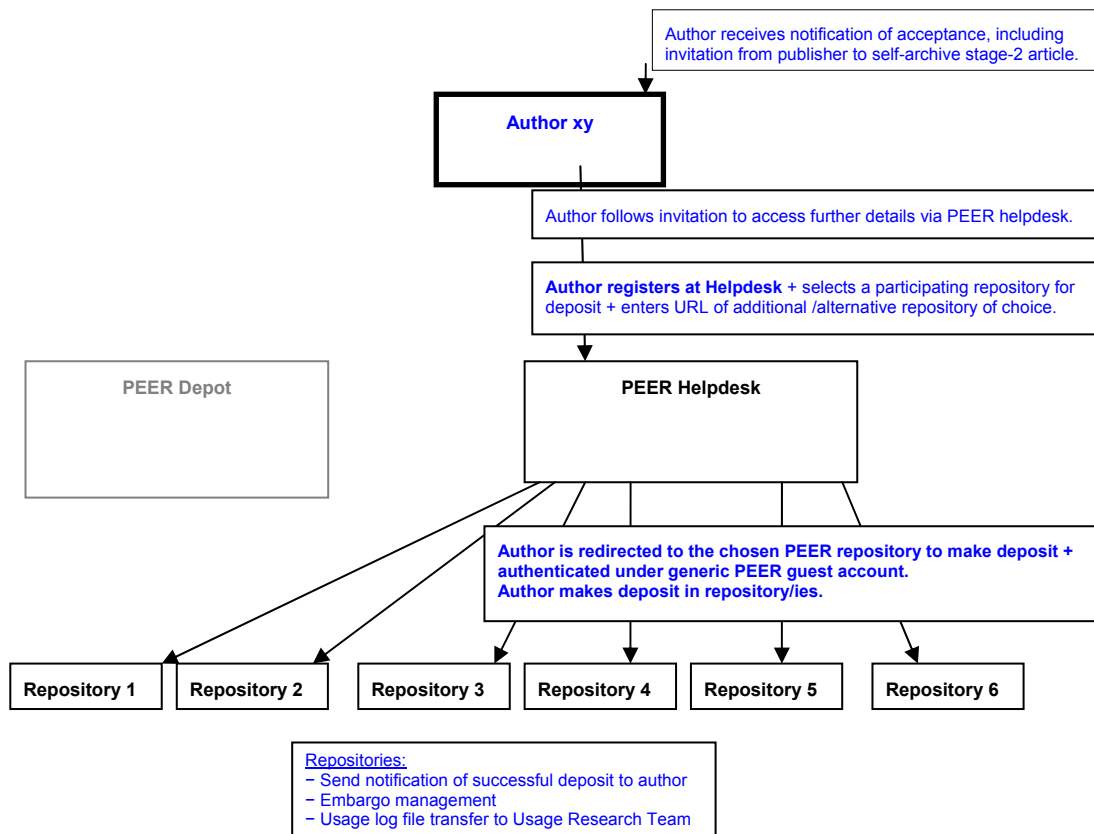 Author receives notification of acceptance, including
invitation from publisher to self-archive stage-2 article.
Author xy
Author follows invitation to access further details via PEER helpdesk.
Author registers at Helpdesk + selects a participating repository for
deposit + enters URL of additional /alternative repository of choice.
PEER Depot
PEER Helpdesk
Author is redirected to the chosen PEER repository to make deposit +
authenticated under generic PEER guest account.
Author makes deposit in repository/ies.
Repository 1
Repository 2
Repository 3
Repository 4
Repository 5
Repository 6
Repositories:
− Send notification of successful deposit to author
− Embargo management
− Usage log file transfer to Usage Research Team